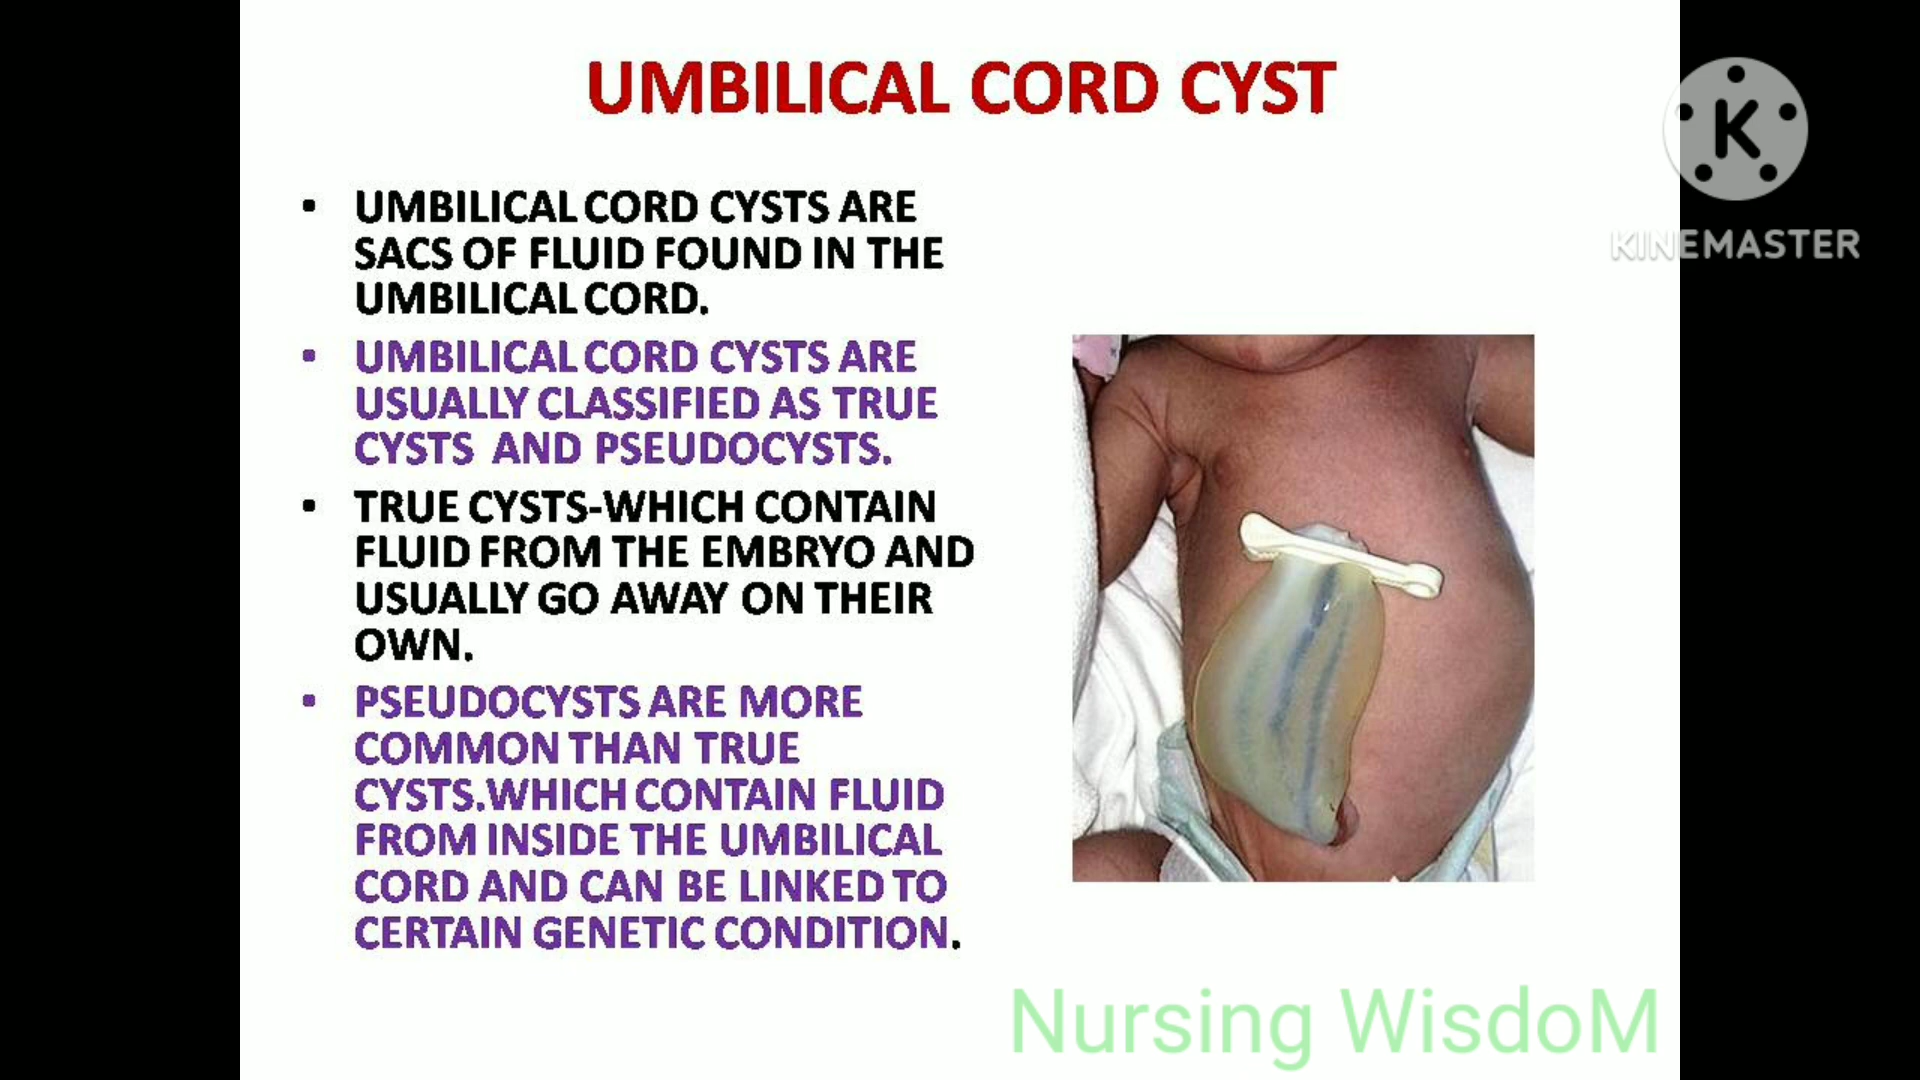 UMBILICAL CORD CYST
• UMBILICAL CORD CYSTS ARE
SACS OF FLUID FOUND IN THE
UMBILICAL CORD.
• UMBILICAL CORD CYSTS ARE
USUALLY CLASSIFIED AS TRUE
CYSTS AND PSEUDOCYSTS.
• TRUE CYSTS-WHICH CONTAIN
FLUID FROM THE EMBRYO AND
USUALLY GO AWAY ON THEIR
OWN.
• PSEUDOCYSTS ARE MORE
COMMON THAN TRUE
CYSTS.WHICH CONTAIN FLUID
FROM INSIDE THE UMBILICAL
CORD AND CAN BE LINKED TO
CERTAIN GENETIC CONDITION.
K
KINEMASTER
Nursing WisdoM